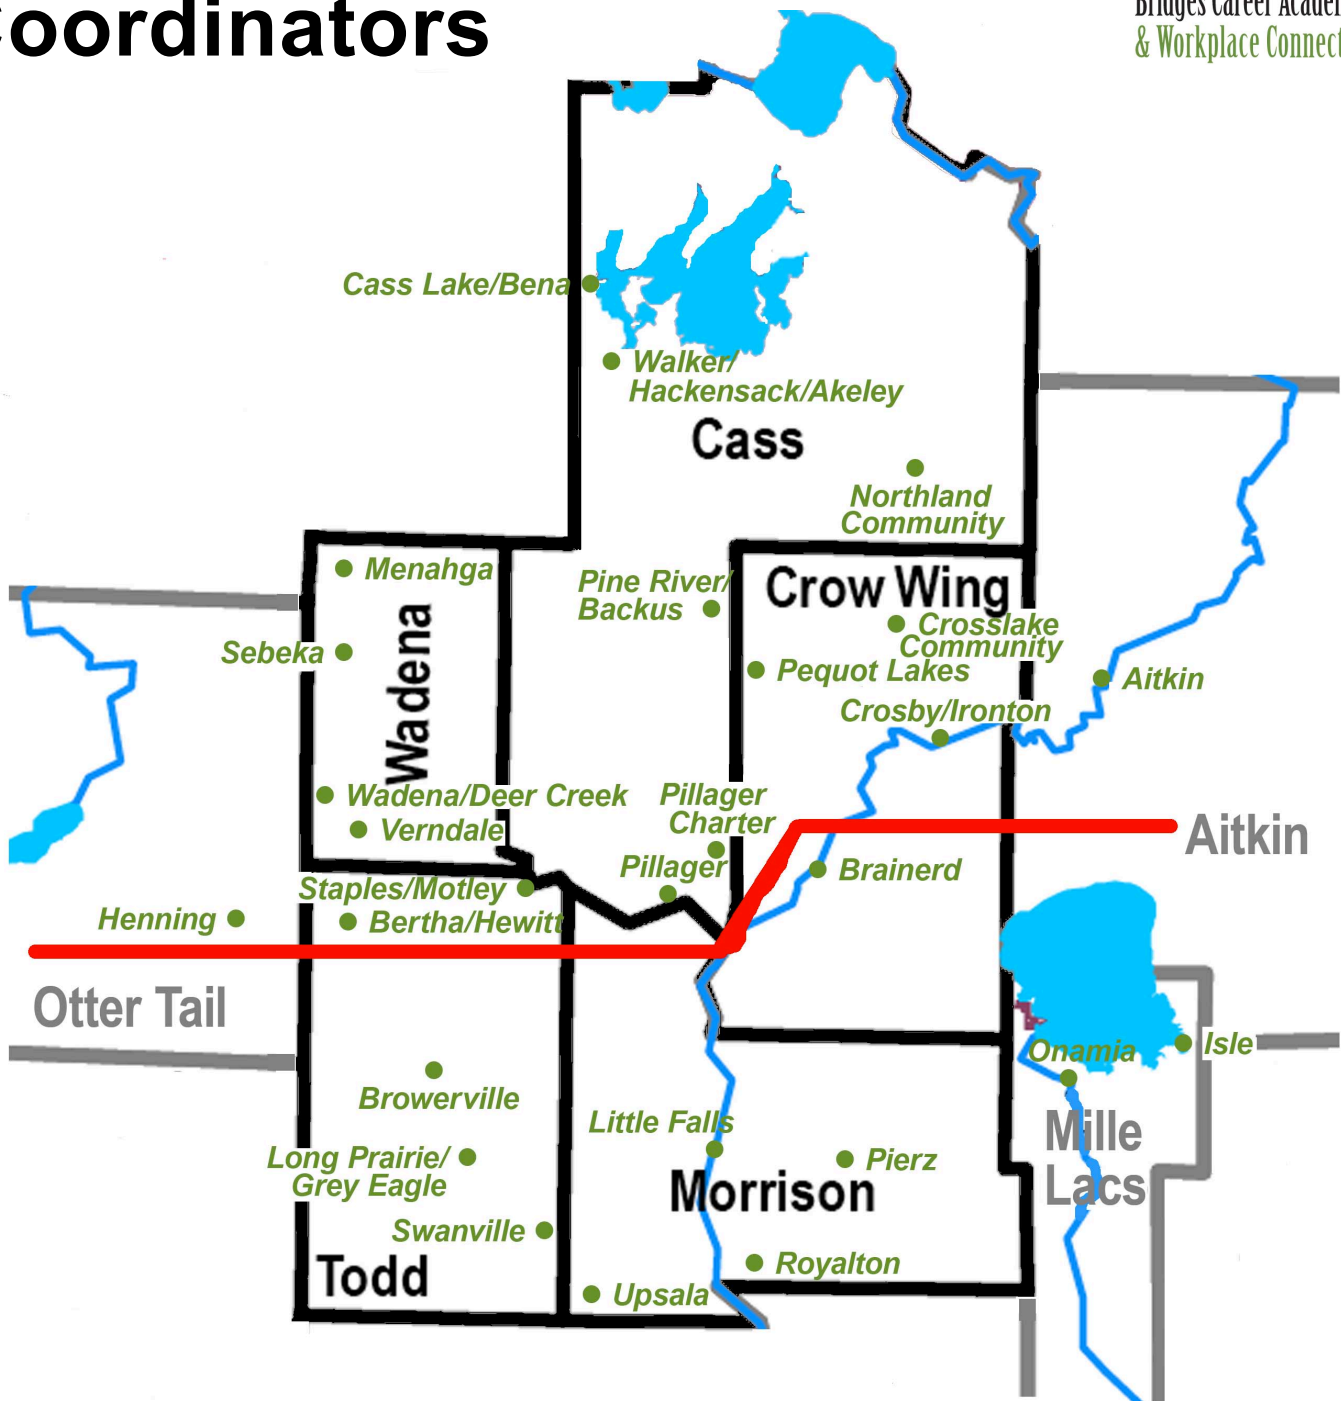 Coordinators
Bridges Career Academ
& Workplace Connect
Cass Lake/Bena
Walker/
Hackensack/Akeley
Cass
Northland
Community
Menahga
Pine River/
Backus
Crow Wing
Crosslake
Community
Sebeka
Wadena
Pequot Lakes
Aitkin
Crosby/Ironton
Wadena/Deer Creek
Pillager
Charter
Verndale
Aitkin
Pillager
Brainerd
Staples/Motley
Henning
Bertha/Hewitt
Otter Tail
Isle
Onamia
Browerville
Little Falls
Mille
Lacs
Long Prairie/
Grey Eagle
Pierz
Morrison
Swanville
Todd
Royalton
Upsala